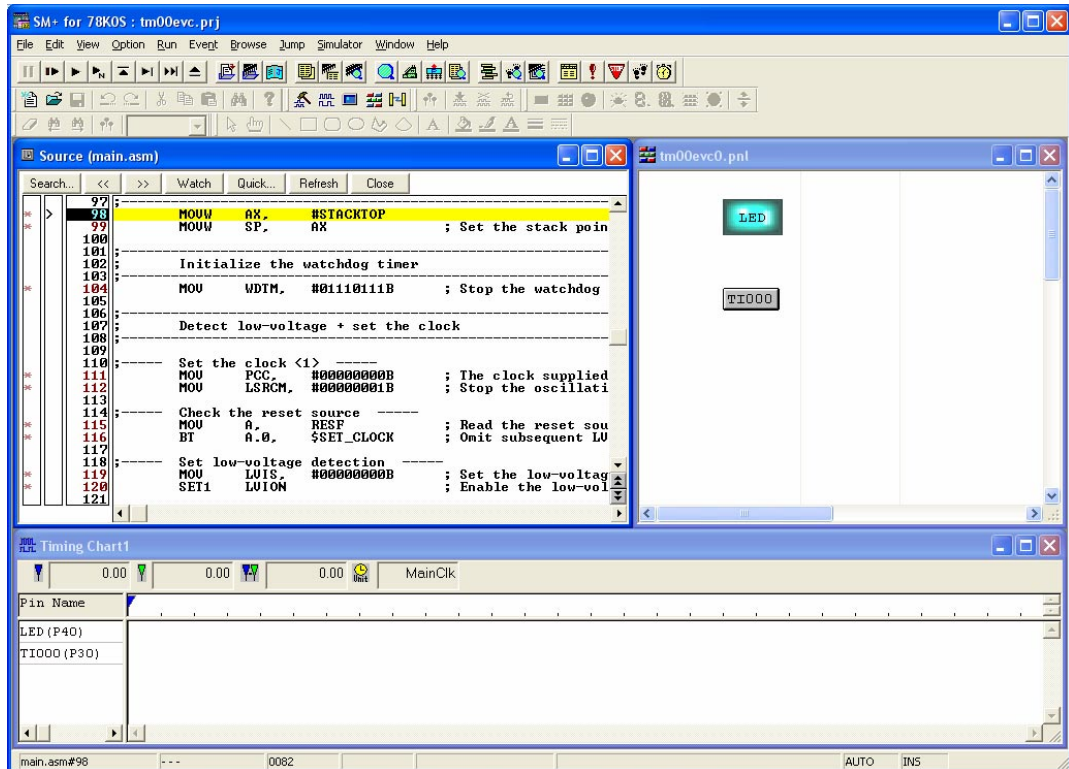 SM+ for 78K0S : tm00evc.prj
File Edit View Option Run Event Browse Jump Simulator Window Help
Source (main.asm)
Search... << >> Watch Quick... Refresh Close
97 ;----------------------------------------------------------------------
98 MOVW AX, #STACKTOP
99 MOVW SP, AX ; Set the stack poin
100
101 ;----------------------------------------------------------------------
102 ; Initialize the watchdog timer
103 ;----------------------------------------------------------------------
104 MOV WDTM, #01110111B ; Stop the watchdog
105
106 ;----------------------------------------------------------------------
107 ; Detect low-voltage + set the clock
108 ;----------------------------------------------------------------------
109
110 ;----- Set the clock <1> -----
111 MOV PCC, #00000000B ; The clock supplied
112 MOV LSRCM, #00000001B ; Stop the oscillati
113
114 ;----- Check the reset source -----
115 MOV A, RESF ; Read the reset sou
116 BT A.0, $SET_CLOCK ; Omit subsequent LV
117
118 ;----- Set low-voltage detection -----
119 MOV LVIS, #00000000B ; Set the low-voltag
120 SET1 LVION ; Enable the low-vol
121
tm00evc0.pnl
LED
TI000
Timing Chart1
0.00 0.00 0.00 Unit MainClk
Pin Name
LED(P40)
TI000(P30)
main.asm#98 --- 0082 AUTO INS